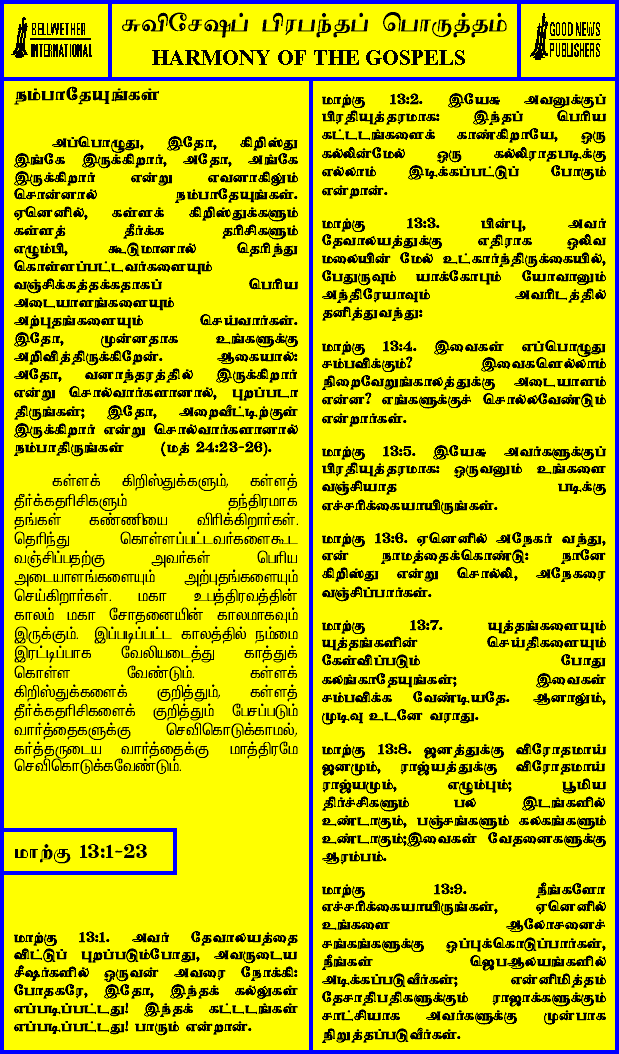 BELLWETHER
INTERNATIONAL
சுவிசேஷப் பிரபந்தப் பொருத்தம்
HARMONY OF THE GOSPELS
GOOD NEWS
PUBLISHERS
நம்பாதேயுங்கள்
அப்பொழுது, இதோ, கிறிஸ்து
இங்கே இருக்கிறார், அதோ, அங்கே
இருக்கிறார் என்று எவனாகிலும்
சொன்னால் நம்பாதேயுங்கள்.
ஏனெனில், கள்ளக் கிறிஸ்துக்களும்
கள்ளத் தீர்க்க தரிசிகளும்
எழும்பி, கூடுமானால் தெரிந்து
கொள்ளப்பட்டவர்களையும்
வஞ்சிக்கத்தக்கதாகப் பெரிய
அடையாளங்களையும்
அற்புதங்களையும் செய்வார்கள்.
இதோ, முன்னதாக உங்களுக்கு
அறிவித்திருக்கிறேன். ஆகையால்:
அதோ, வனாந்தரத்தில் இருக்கிறார்
என்று சொல்வார்களானால், புறப்படா
திருங்கள்; இதோ, அறைவீட்டிற்குள்
இருக்கிறார் என்று சொல்வார்களானால்
நம்பாதிருங்கள் (மத் 24:23-26).
கள்ளக் கிறிஸ்துக்களும், கள்ளத்
தீர்க்கதரிசிகளும் தந்திரமாக
தங்கள் கண்ணியை விரிக்கிறார்கள்.
தெரிந்து கொள்ளப்பட்டவர்களைகூட
வஞ்சிப்பதற்கு அவர்கள் பெரிய
அடையாளங்களையும் அற்புதங்களையும்
செய்கிறார்கள். மகா உபத்திரவத்தின்
காலம் மகா சோதனையின் காலமாகவும்
இருக்கும். இப்படிப்பட்ட காலத்தில் நம்மை
இரட்டிப்பாக வேலியடைத்து காத்துக்
கொள்ள வேண்டும். கள்ளக்
கிறிஸ்துக்களைக் குறித்தும், கள்ளத்
தீர்க்கதரிசிகளைக் குறித்தும் பேசப்படும்
வார்த்தைகளுக்கு செவிகொடுக்காமல்,
கர்த்தருடைய வார்த்தைக்கு மாத்திரமே
செவிகொடுக்கவேண்டும்.
மாற்கு 13:1-23
மாற்கு 13:1. அவர் தேவாலயத்தை
விட்டுப் புறப்படும்போது, அவருடைய
சீஷர்களில் ஒருவன் அவரை நோக்கி:
போதகரே, இதோ, இந்தக் கல்லுகள்
எப்படிப்பட்டது! இந்தக் கட்டடங்கள்
எப்படிப்பட்டது! பாரும் என்றான்.
மாற்கு 13:2. இயேசு அவனுக்குப்
பிரதியுத்தரமாக: இந்தப் பெரிய
கட்டடங்களைக் காண்கிறாயே, ஒரு
கல்லின்மேல் ஒரு கல்லிராதபடிக்கு
எல்லாம் இடிக்கப்பட்டுப் போகும்
என்றான்.
மாற்கு 13:3. பின்பு, அவர்
தேவாலயத்துக்கு எதிராக ஒலிவ
மலையின் மேல் உட்கார்ந்திருக்கையில்,
பேதுருவும் யாக்கோபும் யோவானும்
அந்திரேயாவும் அவரிடத்தில்
தனித்துவந்து:
மாற்கு 13:4. இவைகள் எப்பொழுது
சம்பவிக்கும்? இவைகளெல்லாம்
நிறைவேறுங்காலத்துக்கு அடையாளம்
என்ன? எங்களுக்குச் சொல்லவேண்டும்
என்றார்கள்.
மாற்கு 13:5. இயேசு அவர்களுக்குப்
பிரதியுத்தரமாக: ஒருவனும் உங்களை
வஞ்சியாத படிக்கு
எச்சரிக்கையாயிருங்கள்.
மாற்கு 13:6. ஏனெனில் அநேகர் வந்து,
என் நாமத்தைக்கொண்டு: நானே
கிறிஸ்து என்று சொல்லி, அநேகரை
வஞ்சிப்பார்கள்.
மாற்கு 13:7. யுத்தங்களையும்
யுத்தங்களின் செய்திகளையும்
கேள்விப்படும் போது
கலங்காதேயுங்கள்; இவைகள்
சம்பவிக்க வேண்டியதே. ஆனாலும்,
முடிவு உடனே வராது.
மாற்கு 13:8. ஜனத்துக்கு விரோதமாய்
ஜனமும், ராஜ்யத்துக்கு விரோதமாய்
ராஜ்யமும், எழும்பும்; பூமிய
திர்ச்சிகளும் பல இடங்களில்
உண்டாகும், பஞ்சங்களும் கலகங்களும்
உண்டாகும்;இவைகள் வேதனைகளுக்கு
ஆரம்பம்.
மாற்கு 13:9. நீங்களோ
எச்சரிக்கையாயிருங்கள், ஏனெனில்
உங்களை ஆலோசனைச்
சங்கங்களுக்கு ஒப்புக்கொடுப்பார்கள்,
நீங்கள் ஜெபஆலயங்களில்
அடிக்கப்படுவீர்கள்; என்னிமித்தம்
தேசாதிபதிகளுக்கும் ராஜாக்களுக்கும்
சாட்சியாக அவர்களுக்கு முன்பாக
நிறுத்தப்படுவீர்கள்.